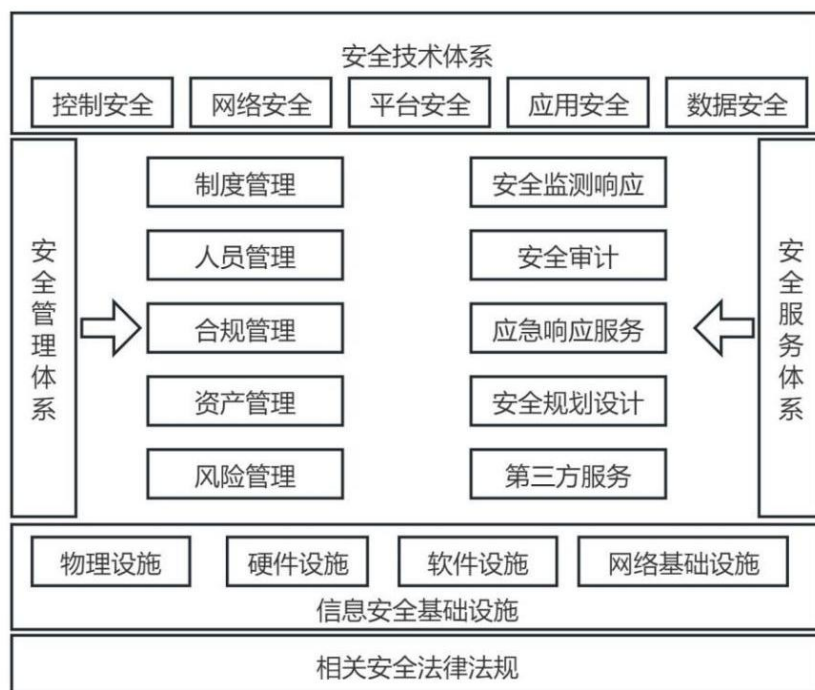 安全技术体系
控制安全 网络安全 平台安全 应用安全 数据安全
安全管理体系
制度管理
人员管理
合规管理
资产管理
风险管理
安全监测响应
安全审计
应急响应服务
安全规划设计
第三方服务
安全服务体系
物理设施 硬件设施 软件设施 网络基础设施
信息安全基础设施
相关安全法律法规